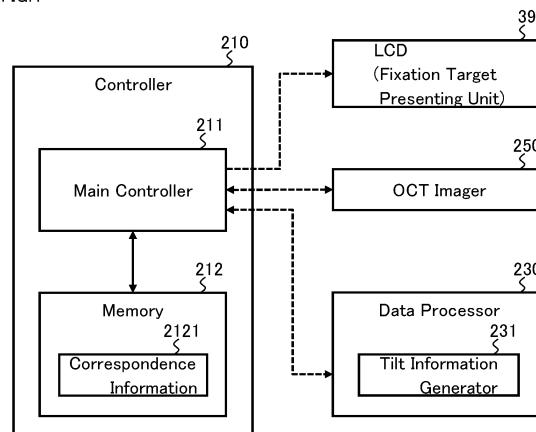 210
Controller
211
Main Controller
212
Memory
2121
Correspondence
Information
39
LCD
(Fixation Target
Presenting Unit)
250
OCT Imager
230
Data Processor
231
Tilt Information
Generator